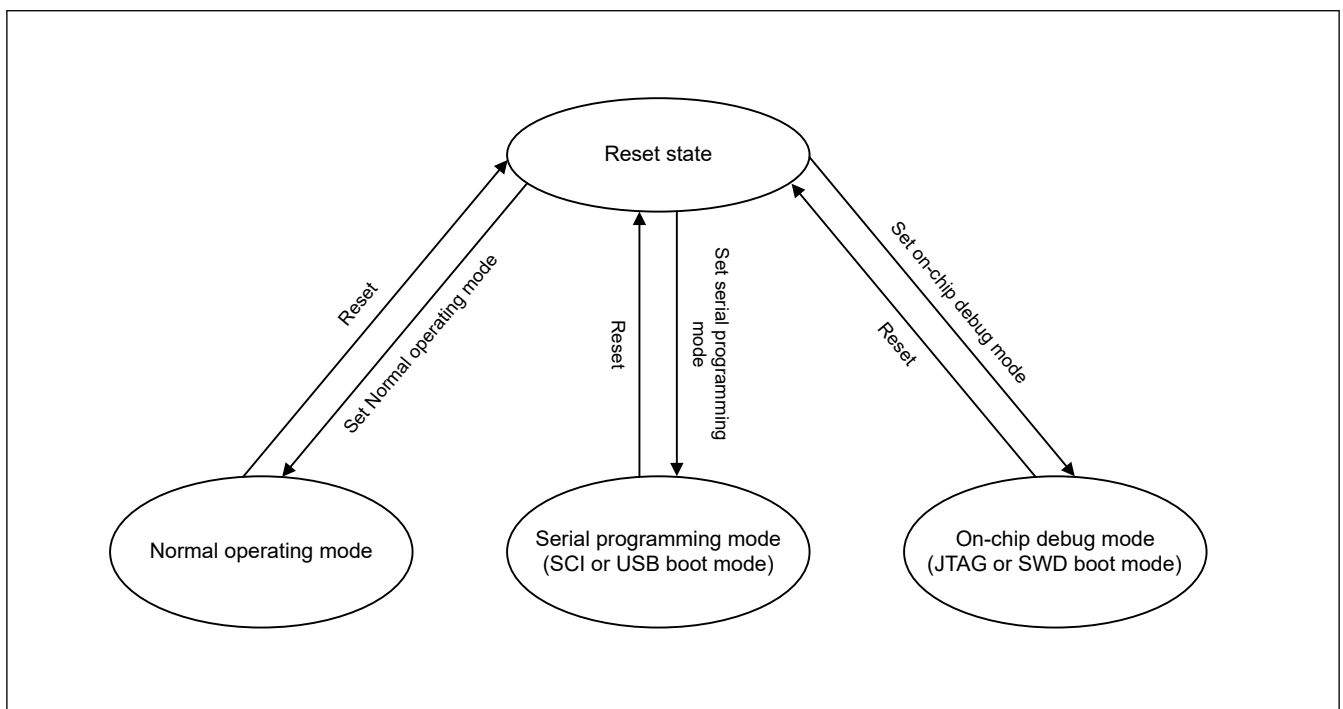 Reset state
Reset
Set Normal operating mode
Reset
Set serial programming
mode
Set on-chip debug mode
Reset
Normal operating mode
Serial programming mode
(SCI or USB boot mode)
On-chip debug mode
(JTAG or SWD boot mode)